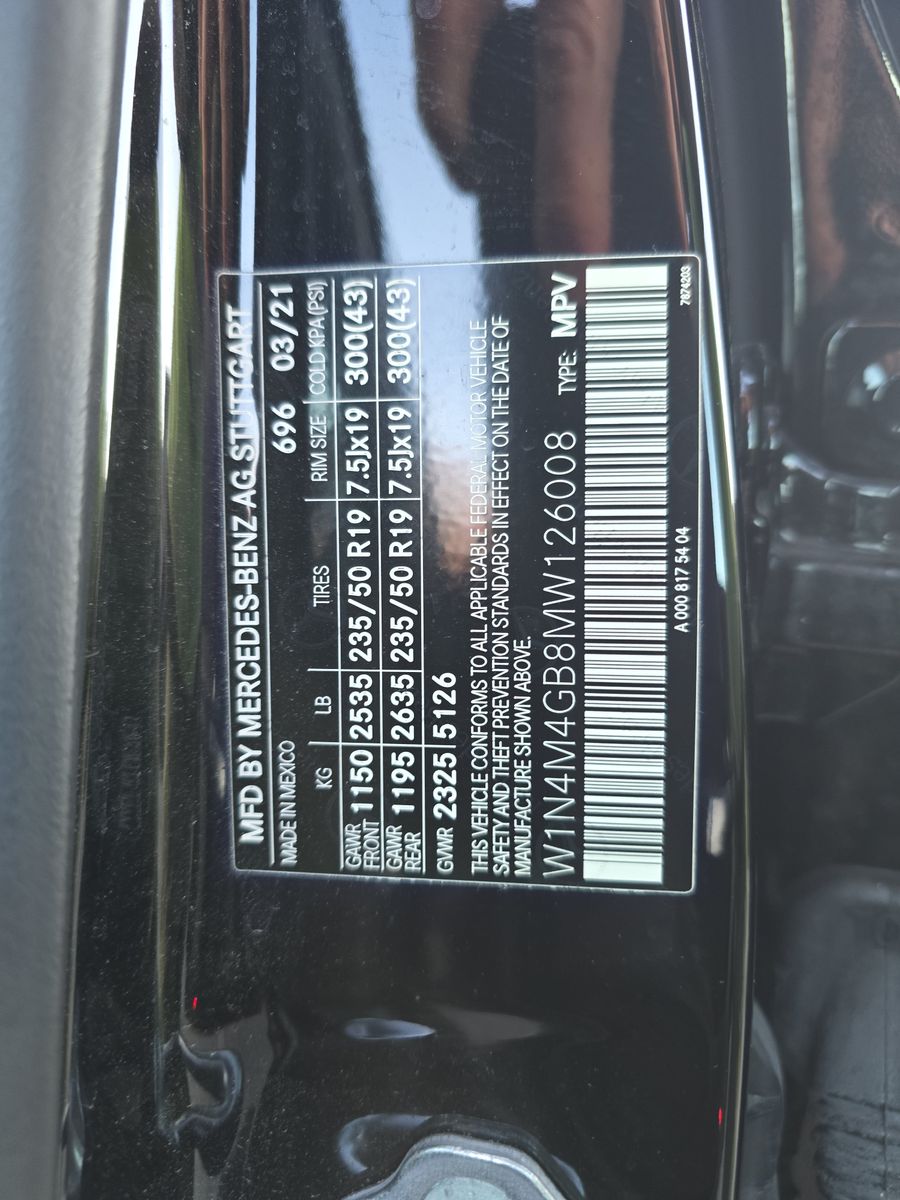 MFD BY MERCEDES-BENZ AG STUTTGART
MADE IN MEXICO 696 03/21
KG LB TIRES RIM SIZE COLD KPA(PSI)
GAWR FRONT 1150 2535 235/50 R19 7.5Jx19 300(43)
GAWR REAR 1195 2635 235/50 R19 7.5Jx19 300(43)
GVWR 2325 5126
THIS VEHICLE CONFORMS TO ALL APPLICABLE FEDERAL MOTOR VEHICLE
SAFETY AND THEFT PREVENTION STANDARDS IN EFFECT ON THE DATE OF
MANUFACTURE SHOWN ABOVE.
W1N4M4GB8MW126008 TYPE: MPV
A 000 817 54 04 7874203